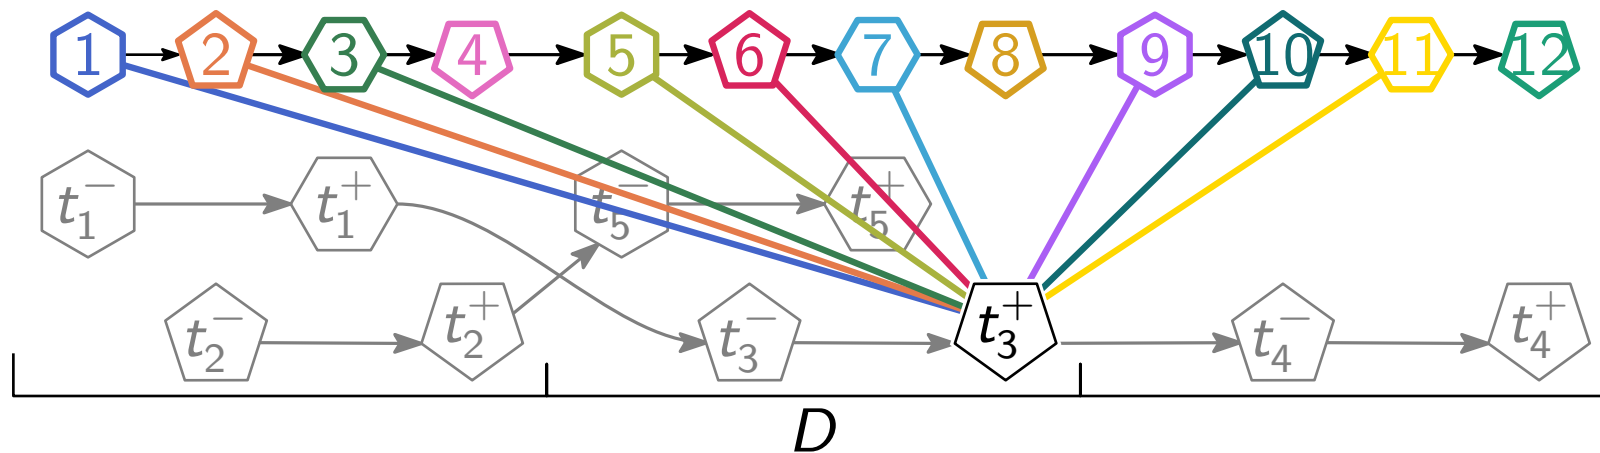 1 2 3 4 5 6 7 8 9 10 11 12
t₁⁻ t₁⁺ t₅⁻ t₅⁺
t₂⁻ t₂⁺ t₃⁻ t₃⁺ t₄⁻ t₄⁺
D